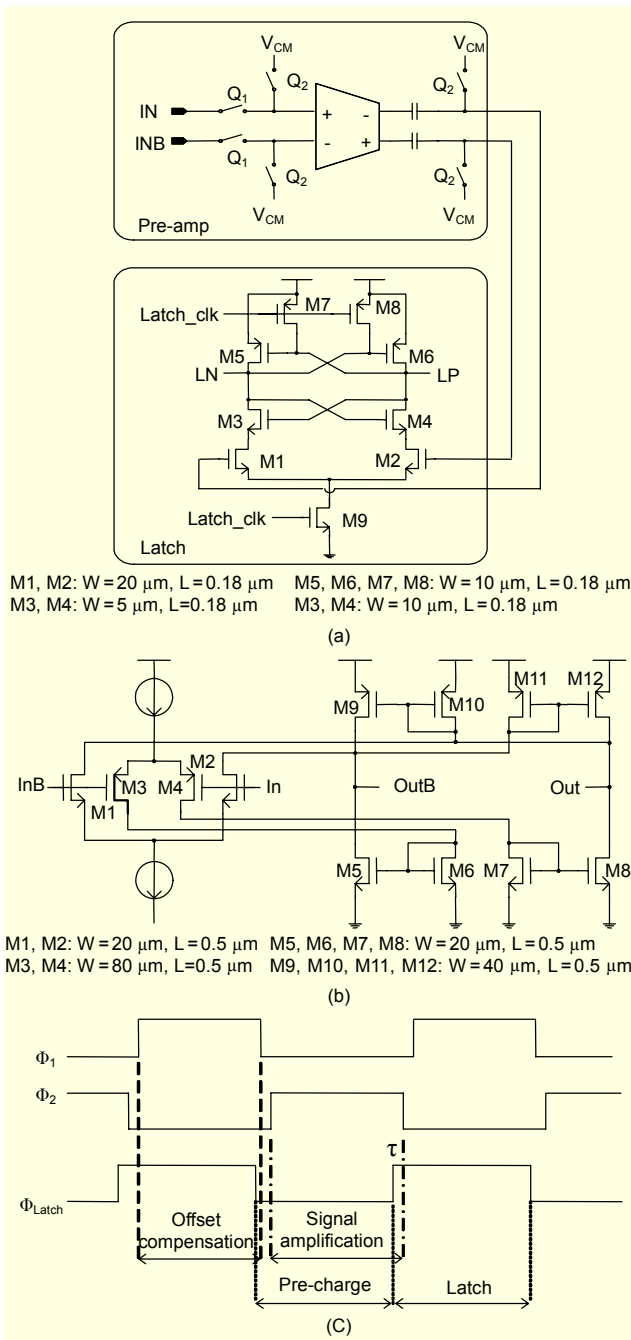 V_CM V_CM
Q_2 Q_2
Q_1
IN + -
INB - +
Q_1
Q_2 Q_2
V_CM V_CM
Pre-amp
Latch_clk M7 M8
M5 M6
LN LP
M3 M4
M1 M2
Latch_clk M9
Latch
M1, M2: W = 20 μm, L = 0.18 μm M5, M6, M7, M8: W = 10 μm, L = 0.18 μm
M3, M4: W = 5 μm, L=0.18 μm M3, M4: W = 10 μm, L = 0.18 μm
(a)
M11 M12
M9 M10
M2
InB M3 M4 In OutB Out
M1
M5 M6 M7 M8
M1, M2: W = 20 μm, L = 0.5 μm M5, M6, M7, M8: W = 20 μm, L = 0.5 μm
M3, M4: W = 80 μm, L=0.5 μm M9, M10, M11, M12: W = 40 μm, L = 0.5 μm
(b)
Φ_1
Φ_2
τ
Φ_Latch
Offset compensation
Signal amplification
Pre-charge Latch
(C)